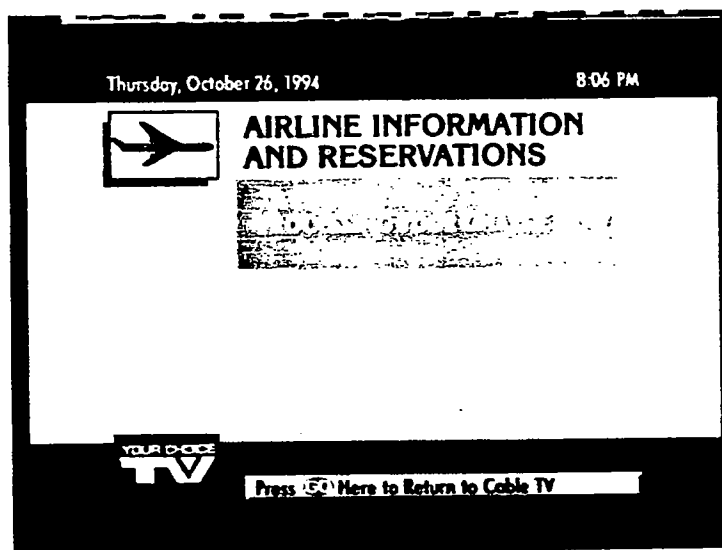 Thursday, October 26, 1994 8:06 PM
AIRLINE INFORMATION
AND RESERVATIONS
YOUR CHOICE
TV
Press GO Here to Return to Cable TV